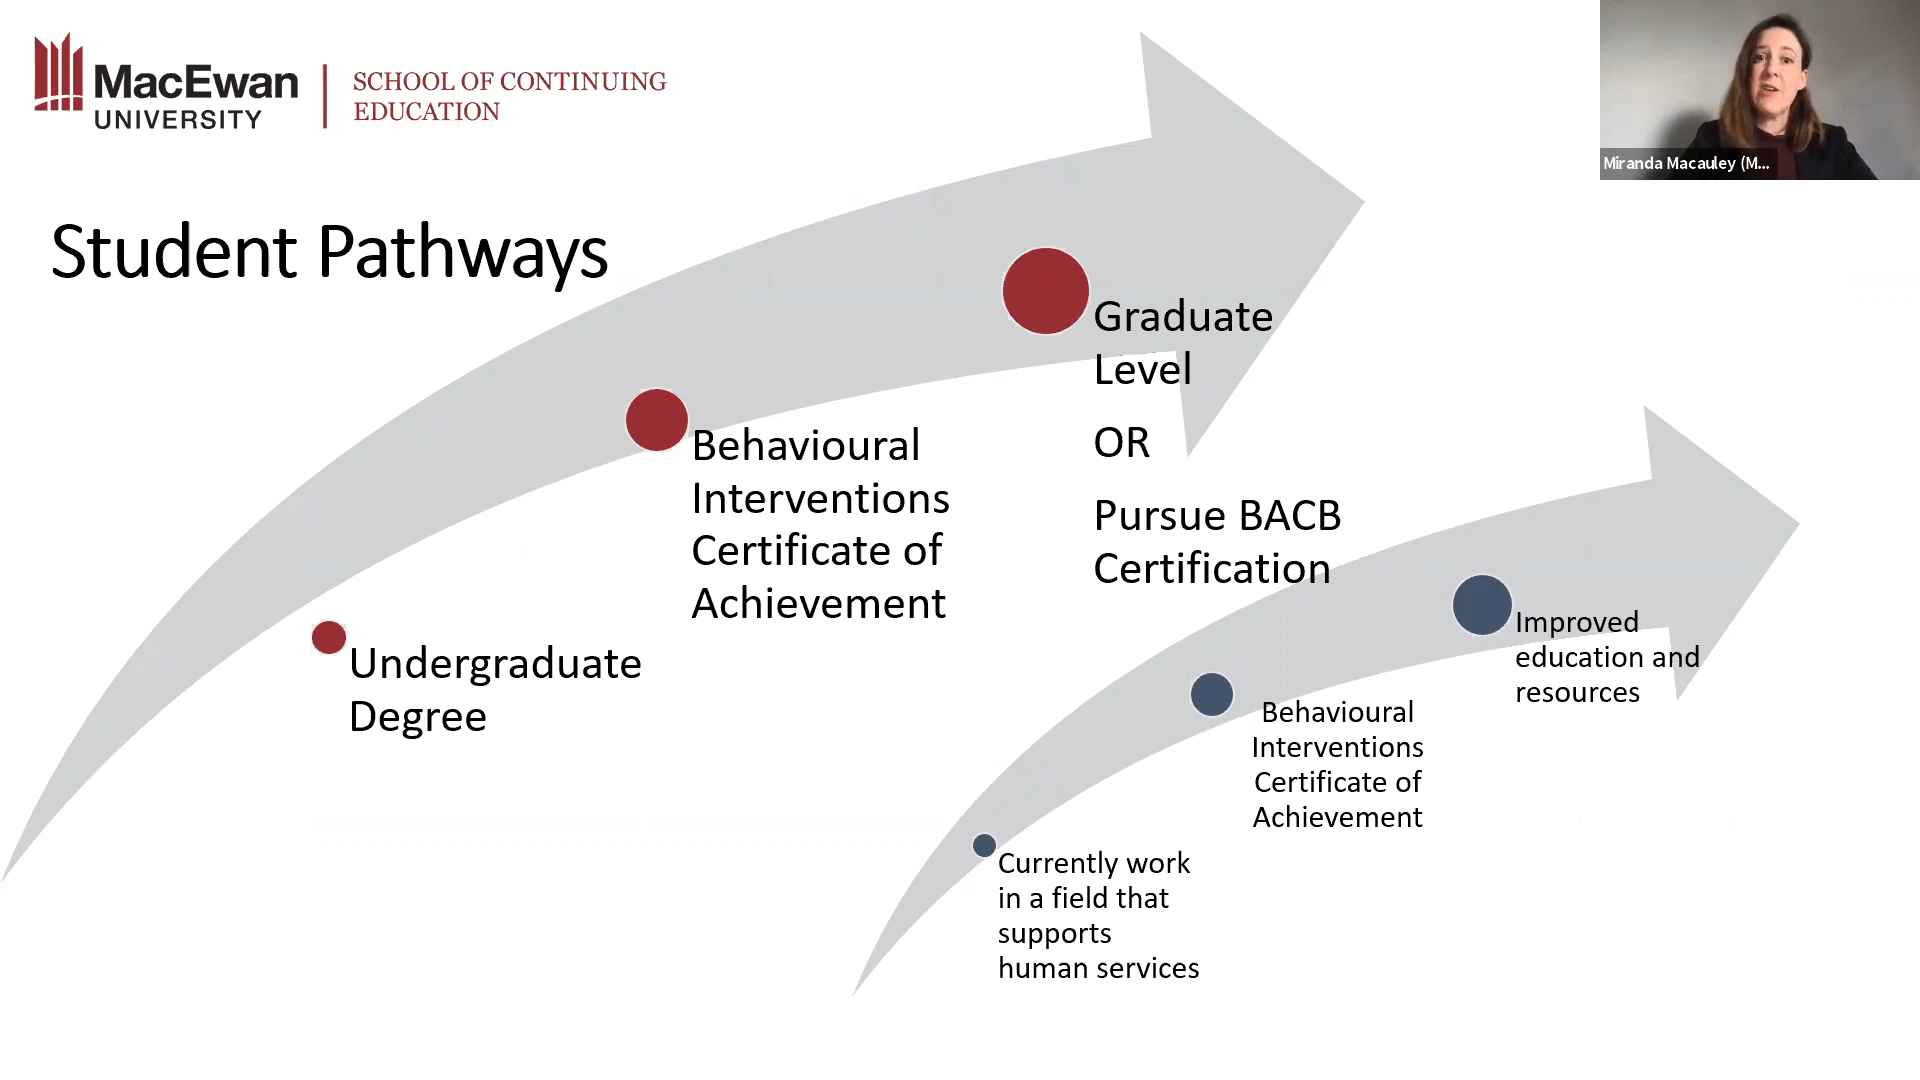 MacEwan
UNIVERSITY
SCHOOL OF CONTINUING
EDUCATION
Miranda Macauley (M...
Student Pathways
Graduate
Level
OR
Pursue BACB
Certification
Behavioural
Interventions
Certificate of
Achievement
Undergraduate
Degree
Improved
education and
resources
Behavioural
Interventions
Certificate of
Achievement
Currently work
in a field that
supports
human services